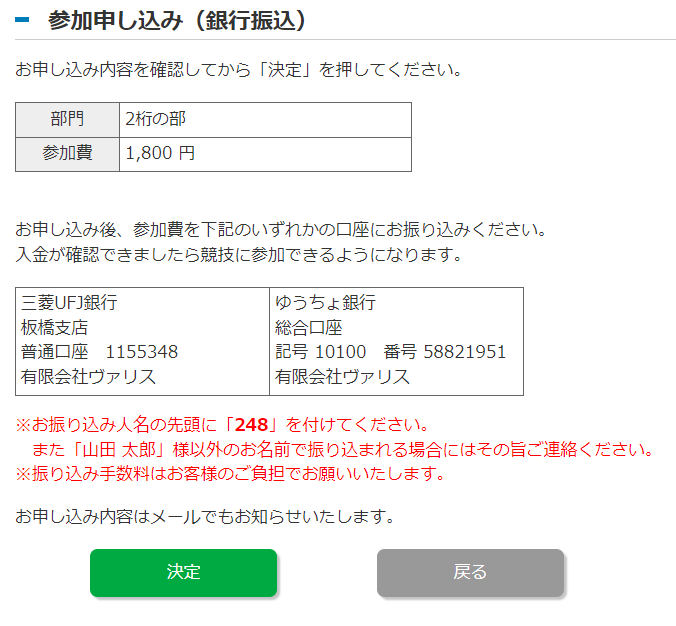 参加申し込み（銀行振込）
お申し込み内容を確認してから「決定」を押してください。
部門 2桁の部
参加費 1,800 円
お申し込み後、参加費を下記のいずれかの口座にお振り込みください。
入金が確認できましたら競技に参加できるようになります。
三菱UFJ銀行
板橋支店
普通口座　1155348
有限会社ヴァリス
ゆうちょ銀行
総合口座
記号 10100　番号 58821951
有限会社ヴァリス
※お振り込み人名の先頭に「248」を付けてください。
また「山田 太郎」様以外のお名前で振り込まれる場合にはその旨ご連絡ください。
※振り込み手数料はお客様のご負担でお願いいたします。
お申し込み内容はメールでもお知らせいたします。
決定
戻る